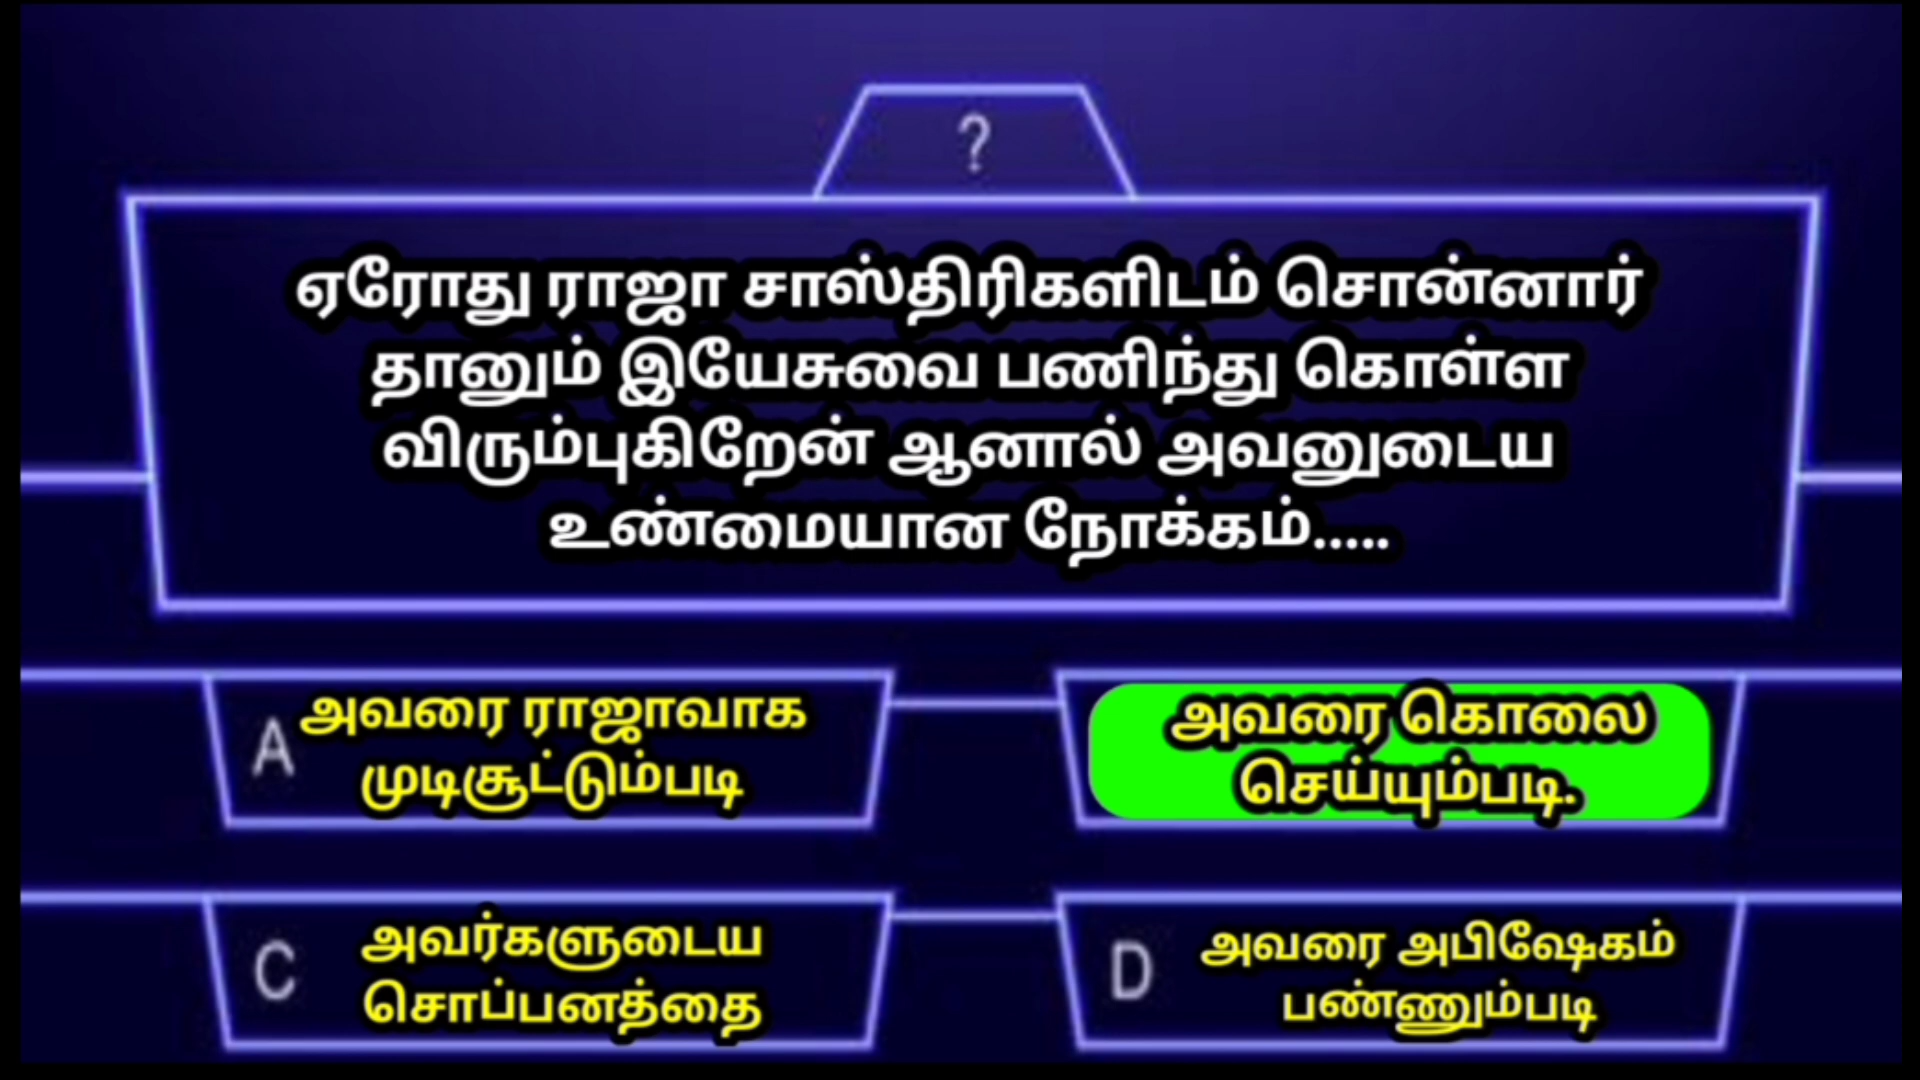 ?
ஏரோது ராஜா சாஸ்திரிகளிடம் சொன்னார்
தானும் இயேசுவை பணிந்து கொள்ள
விரும்புகிறேன் ஆனால் அவனுடைய
உண்மையான நோக்கம்.....
A அவரை ராஜாவாக
முடிசூட்டும்படி
அவரை கொலை
செய்யும்படி.
C அவர்களுடைய
சொப்பனத்தை
D அவரை அபிஷேகம்
பண்ணும்படி